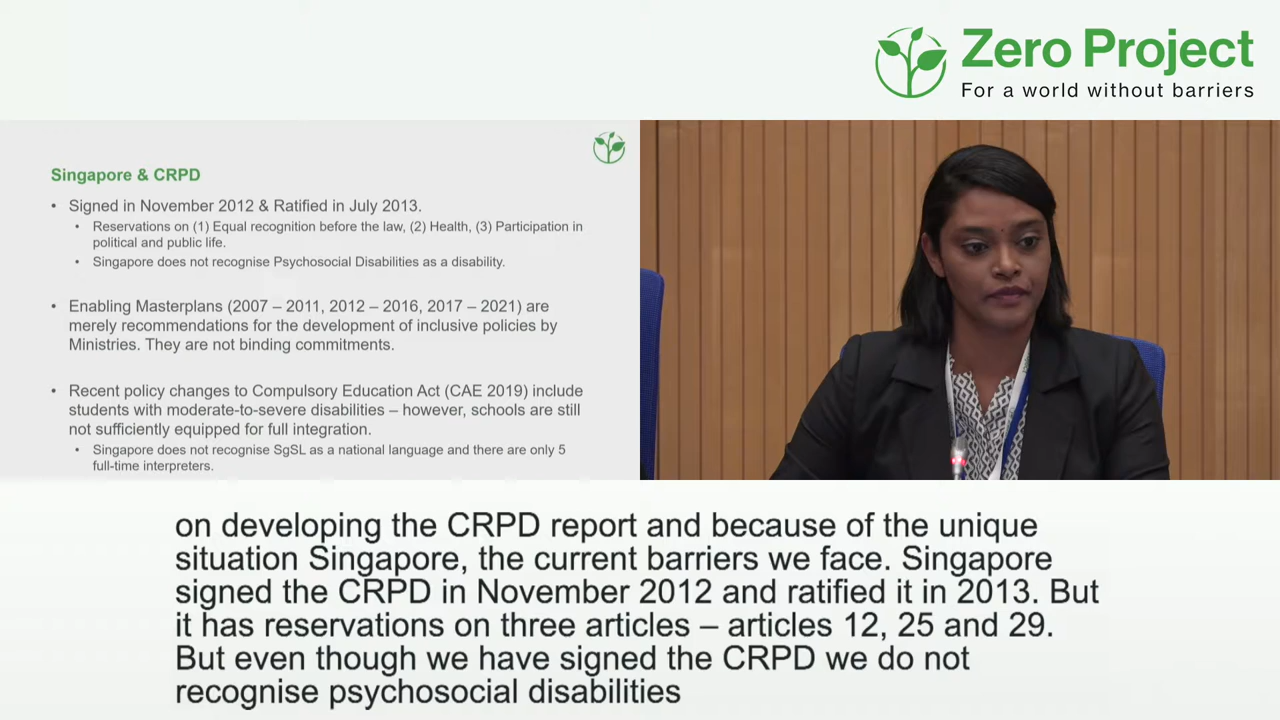 Zero Project
For a world without barriers
Singapore & CRPD
• Signed in November 2012 & Ratified in July 2013.
• Reservations on (1) Equal recognition before the law, (2) Health, (3) Participation in
political and public life.
• Singapore does not recognise Psychosocial Disabilities as a disability.
• Enabling Masterplans (2007 – 2011, 2012 – 2016, 2017 – 2021) are
merely recommendations for the development of inclusive policies by
Ministries. They are not binding commitments.
• Recent policy changes to Compulsory Education Act (CAE 2019) include
students with moderate-to-severe disabilities – however, schools are still
not sufficiently equipped for full integration.
• Singapore does not recognise SgSL as a national language and there are only 5
full-time interpreters.
on developing the CRPD report and because of the unique
situation Singapore, the current barriers we face. Singapore
signed the CRPD in November 2012 and ratified it in 2013. But
it has reservations on three articles – articles 12, 25 and 29.
But even though we have signed the CRPD we do not
recognise psychosocial disabilities